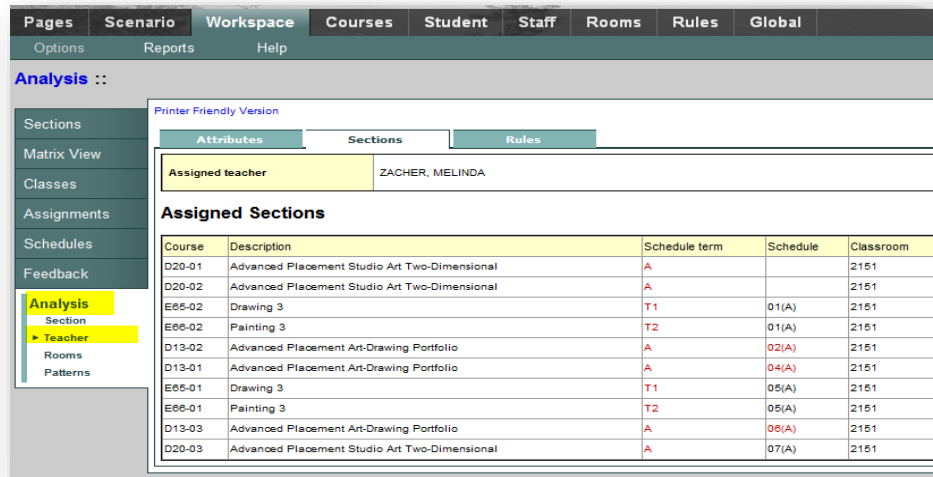 Pages Scenario Workspace Courses Student Staff Rooms Rules Global
Options Reports Help
Analysis ::
Printer Friendly Version
Sections
Matrix View
Classes
Assignments
Schedules
Feedback
Analysis
Section
► Teacher
Rooms
Patterns
Attributes Sections Rules
Assigned teacher ZACHER, MELINDA
Assigned Sections
Course Description Schedule term Schedule Classroom
D20-01 Advanced Placement Studio Art Two-Dimensional A 2151
D20-02 Advanced Placement Studio Art Two-Dimensional A 2151
E65-02 Drawing 3 T1 01(A) 2151
E66-02 Painting 3 T2 01(A) 2151
D13-02 Advanced Placement Art-Drawing Portfolio A 02(A) 2151
D13-01 Advanced Placement Art-Drawing Portfolio A 04(A) 2151
E65-01 Drawing 3 T1 05(A) 2151
E66-01 Painting 3 T2 05(A) 2151
D13-03 Advanced Placement Art-Drawing Portfolio A 06(A) 2151
D20-03 Advanced Placement Studio Art Two-Dimensional A 07(A) 2151